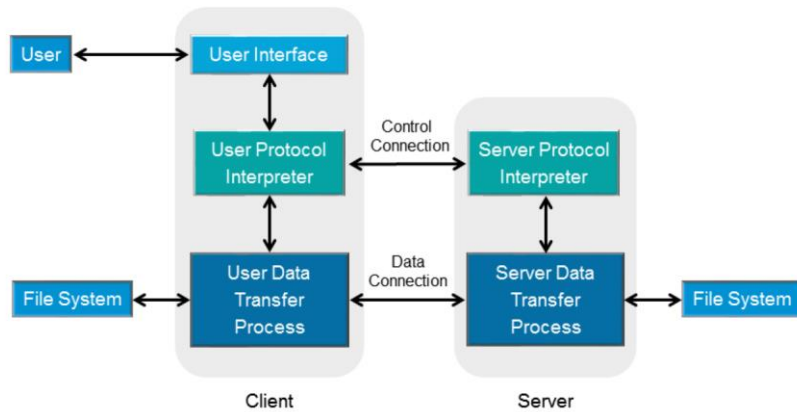 User
User Interface
Control
Connection
User Protocol
Interpreter
Server Protocol
Interpreter
Data
Connection
File System
User Data
Transfer
Process
Server Data
Transfer
Process
File System
Client
Server